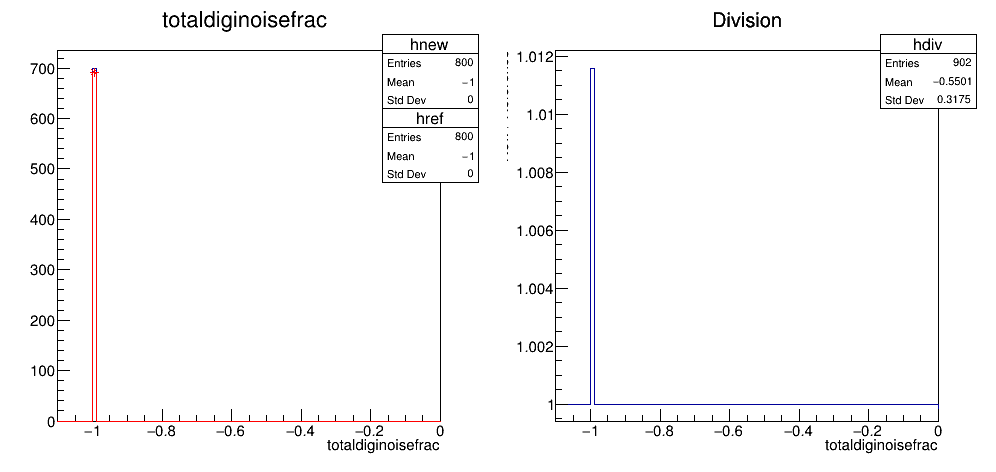 totaldiginoisefrac
hnew
Entries 800
Mean −1
Std Dev 0
href
Entries 800
Mean −1
Std Dev 0
700
600
500
400
300
200
100
0
−1 −0.8 −0.6 −0.4 −0.2 0
totaldiginoisefrac
Division
hdiv
Entries 902
Mean −0.5501
Std Dev 0.3175
1.012
1.01
1.008
1.006
1.004
1.002
1
−1 −0.8 −0.6 −0.4 −0.2 0
totaldiginoisefrac